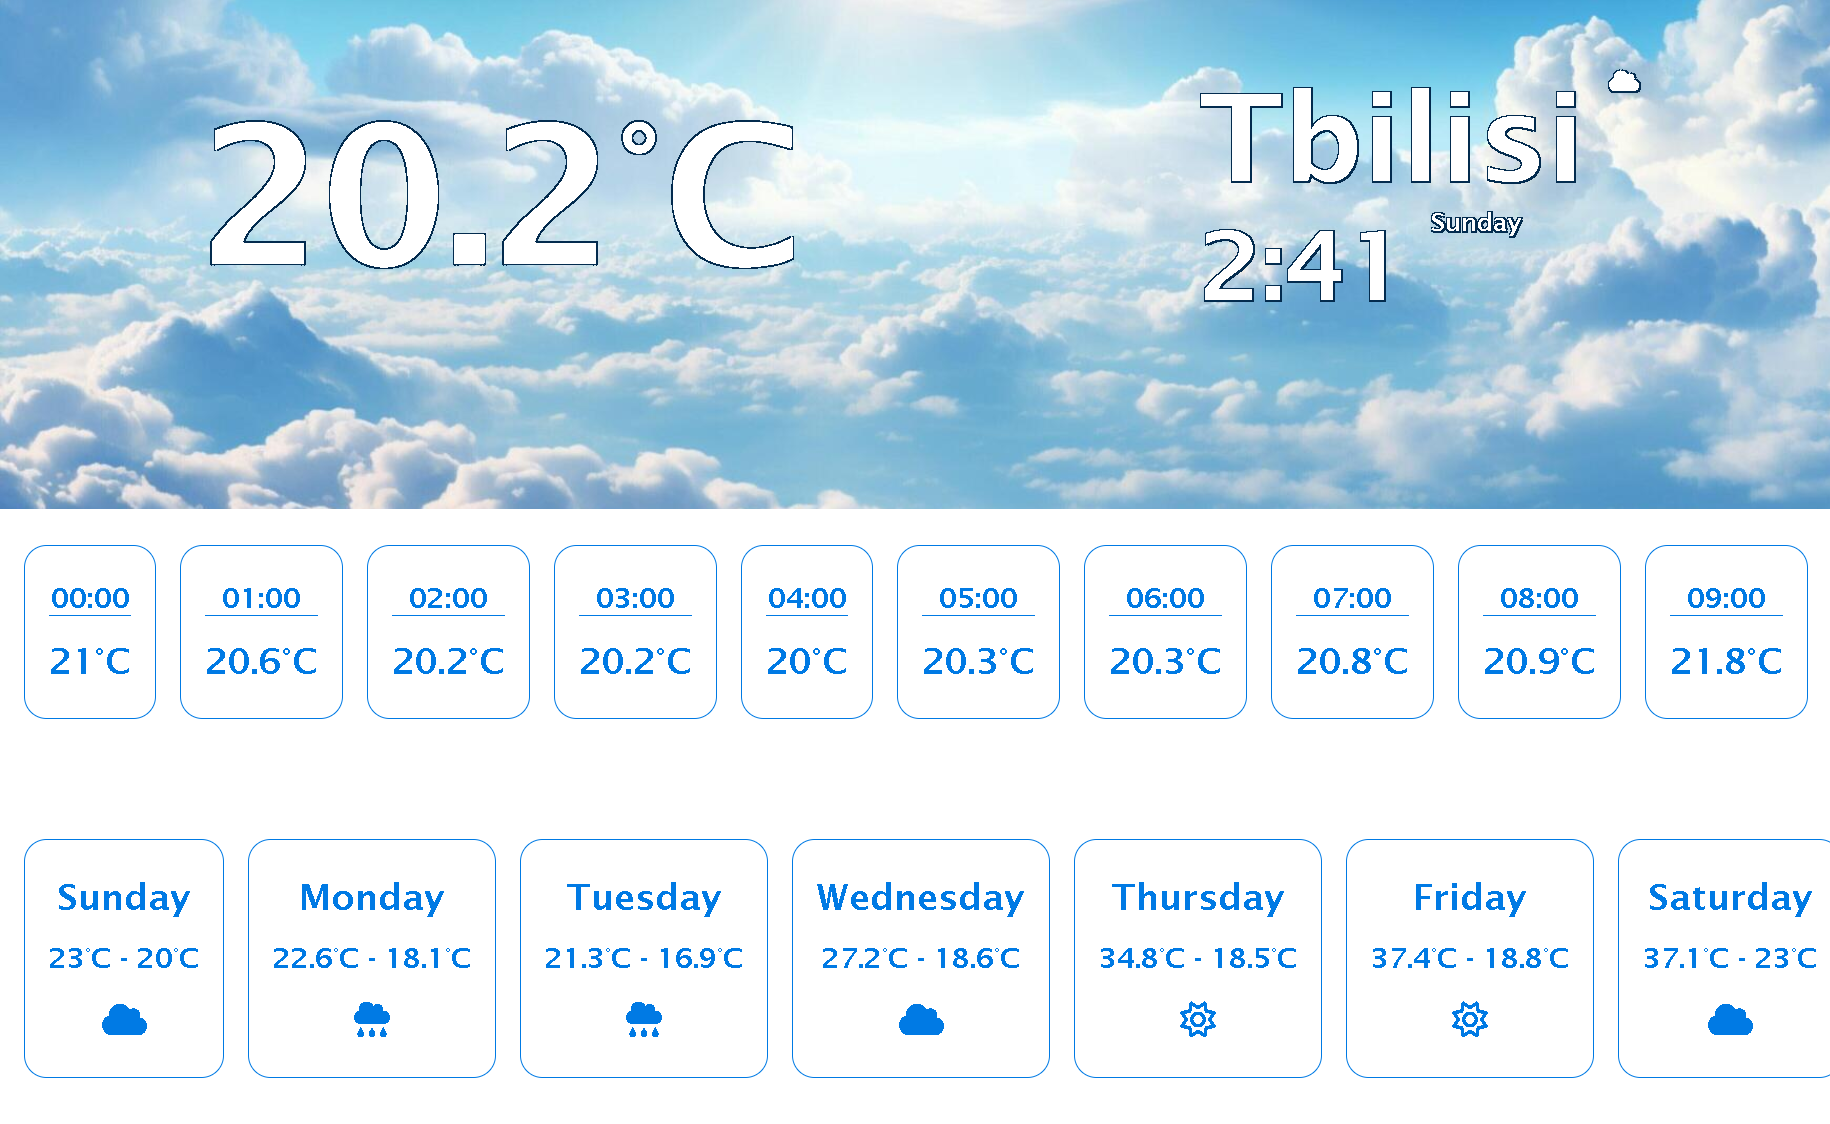 20.2°C
Tbilisi
Sunday
2:41
00:00
21°C
01:00
20.6°C
02:00
20.2°C
03:00
20.2°C
04:00
20°C
05:00
20.3°C
06:00
20.3°C
07:00
20.8°C
08:00
20.9°C
09:00
21.8°C
Sunday
23°C - 20°C
Monday
22.6°C - 18.1°C
Tuesday
21.3°C - 16.9°C
Wednesday
27.2°C - 18.6°C
Thursday
34.8°C - 18.5°C
Friday
37.4°C - 18.8°C
Saturday
37.1°C - 23°C